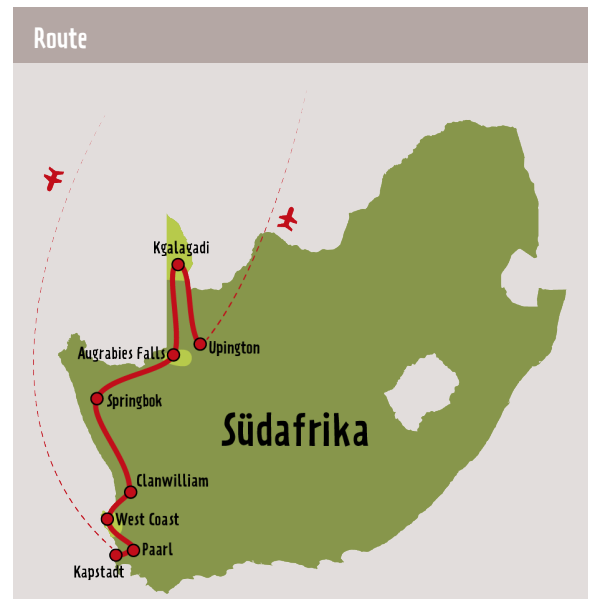 Route
Kgalagadi
Upington
Augrabies Falls
Springbok
Südafrika
Clanwilliam
West Coast
Paarl
Kapstadt